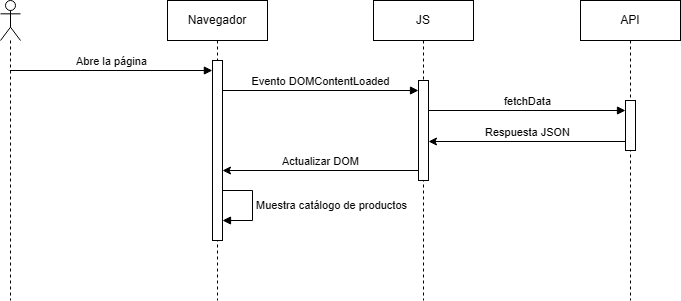 Navegador
JS
API
Abre la página
Evento DOMContentLoaded
fetchData
Respuesta JSON
Actualizar DOM
Muestra catálogo de productos